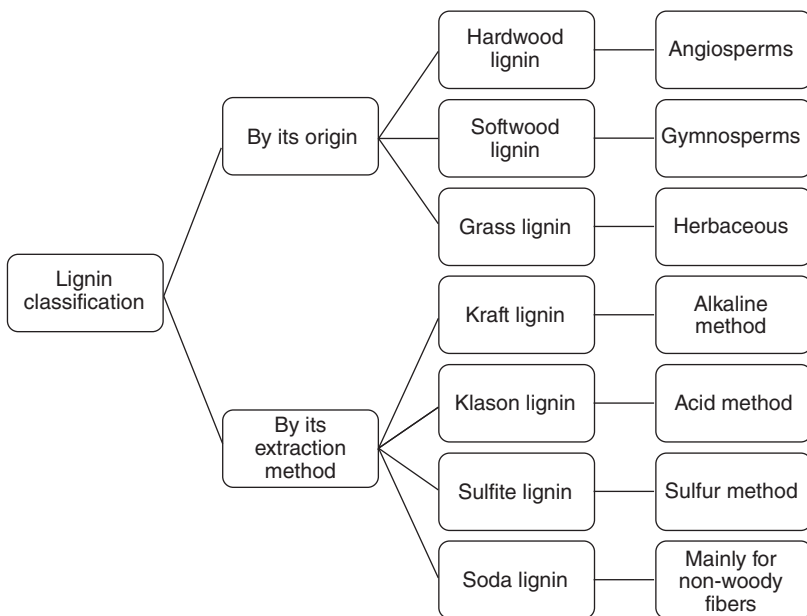 Lignin
classification
By its origin
Hardwood
lignin
Angiosperms
Softwood
lignin
Gymnosperms
Grass lignin
Herbaceous
By its
extraction
method
Kraft lignin
Alkaline
method
Klason lignin
Acid method
Sulfite lignin
Sulfur method
Soda lignin
Mainly for
non-woody
fibers